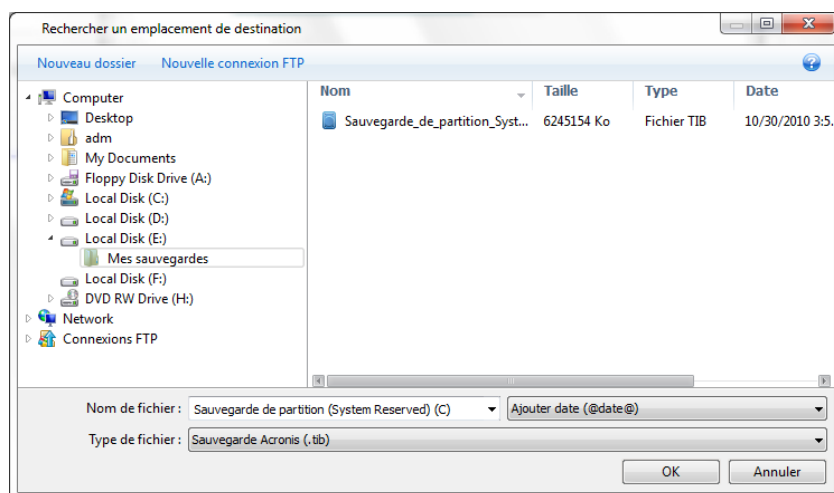 Rechercher un emplacement de destination
Nouveau dossier Nouvelle connexion FTP
Nom Taille Type Date
Sauvegarde_de_partition_Syst... 6245154 Ko Fichier TIB 10/30/2010 3:5.
Computer
Desktop
adm
My Documents
Floppy Disk Drive (A:)
Local Disk (C:)
Local Disk (D:)
Local Disk (E:)
Mes sauvegardes
Local Disk (F:)
DVD RW Drive (H:)
Network
Connexions FTP
Nom de fichier : Sauvegarde de partition (System Reserved) (C) Ajouter date (@date@)
Type de fichier : Sauvegarde Acronis (.tib)
OK Annuler